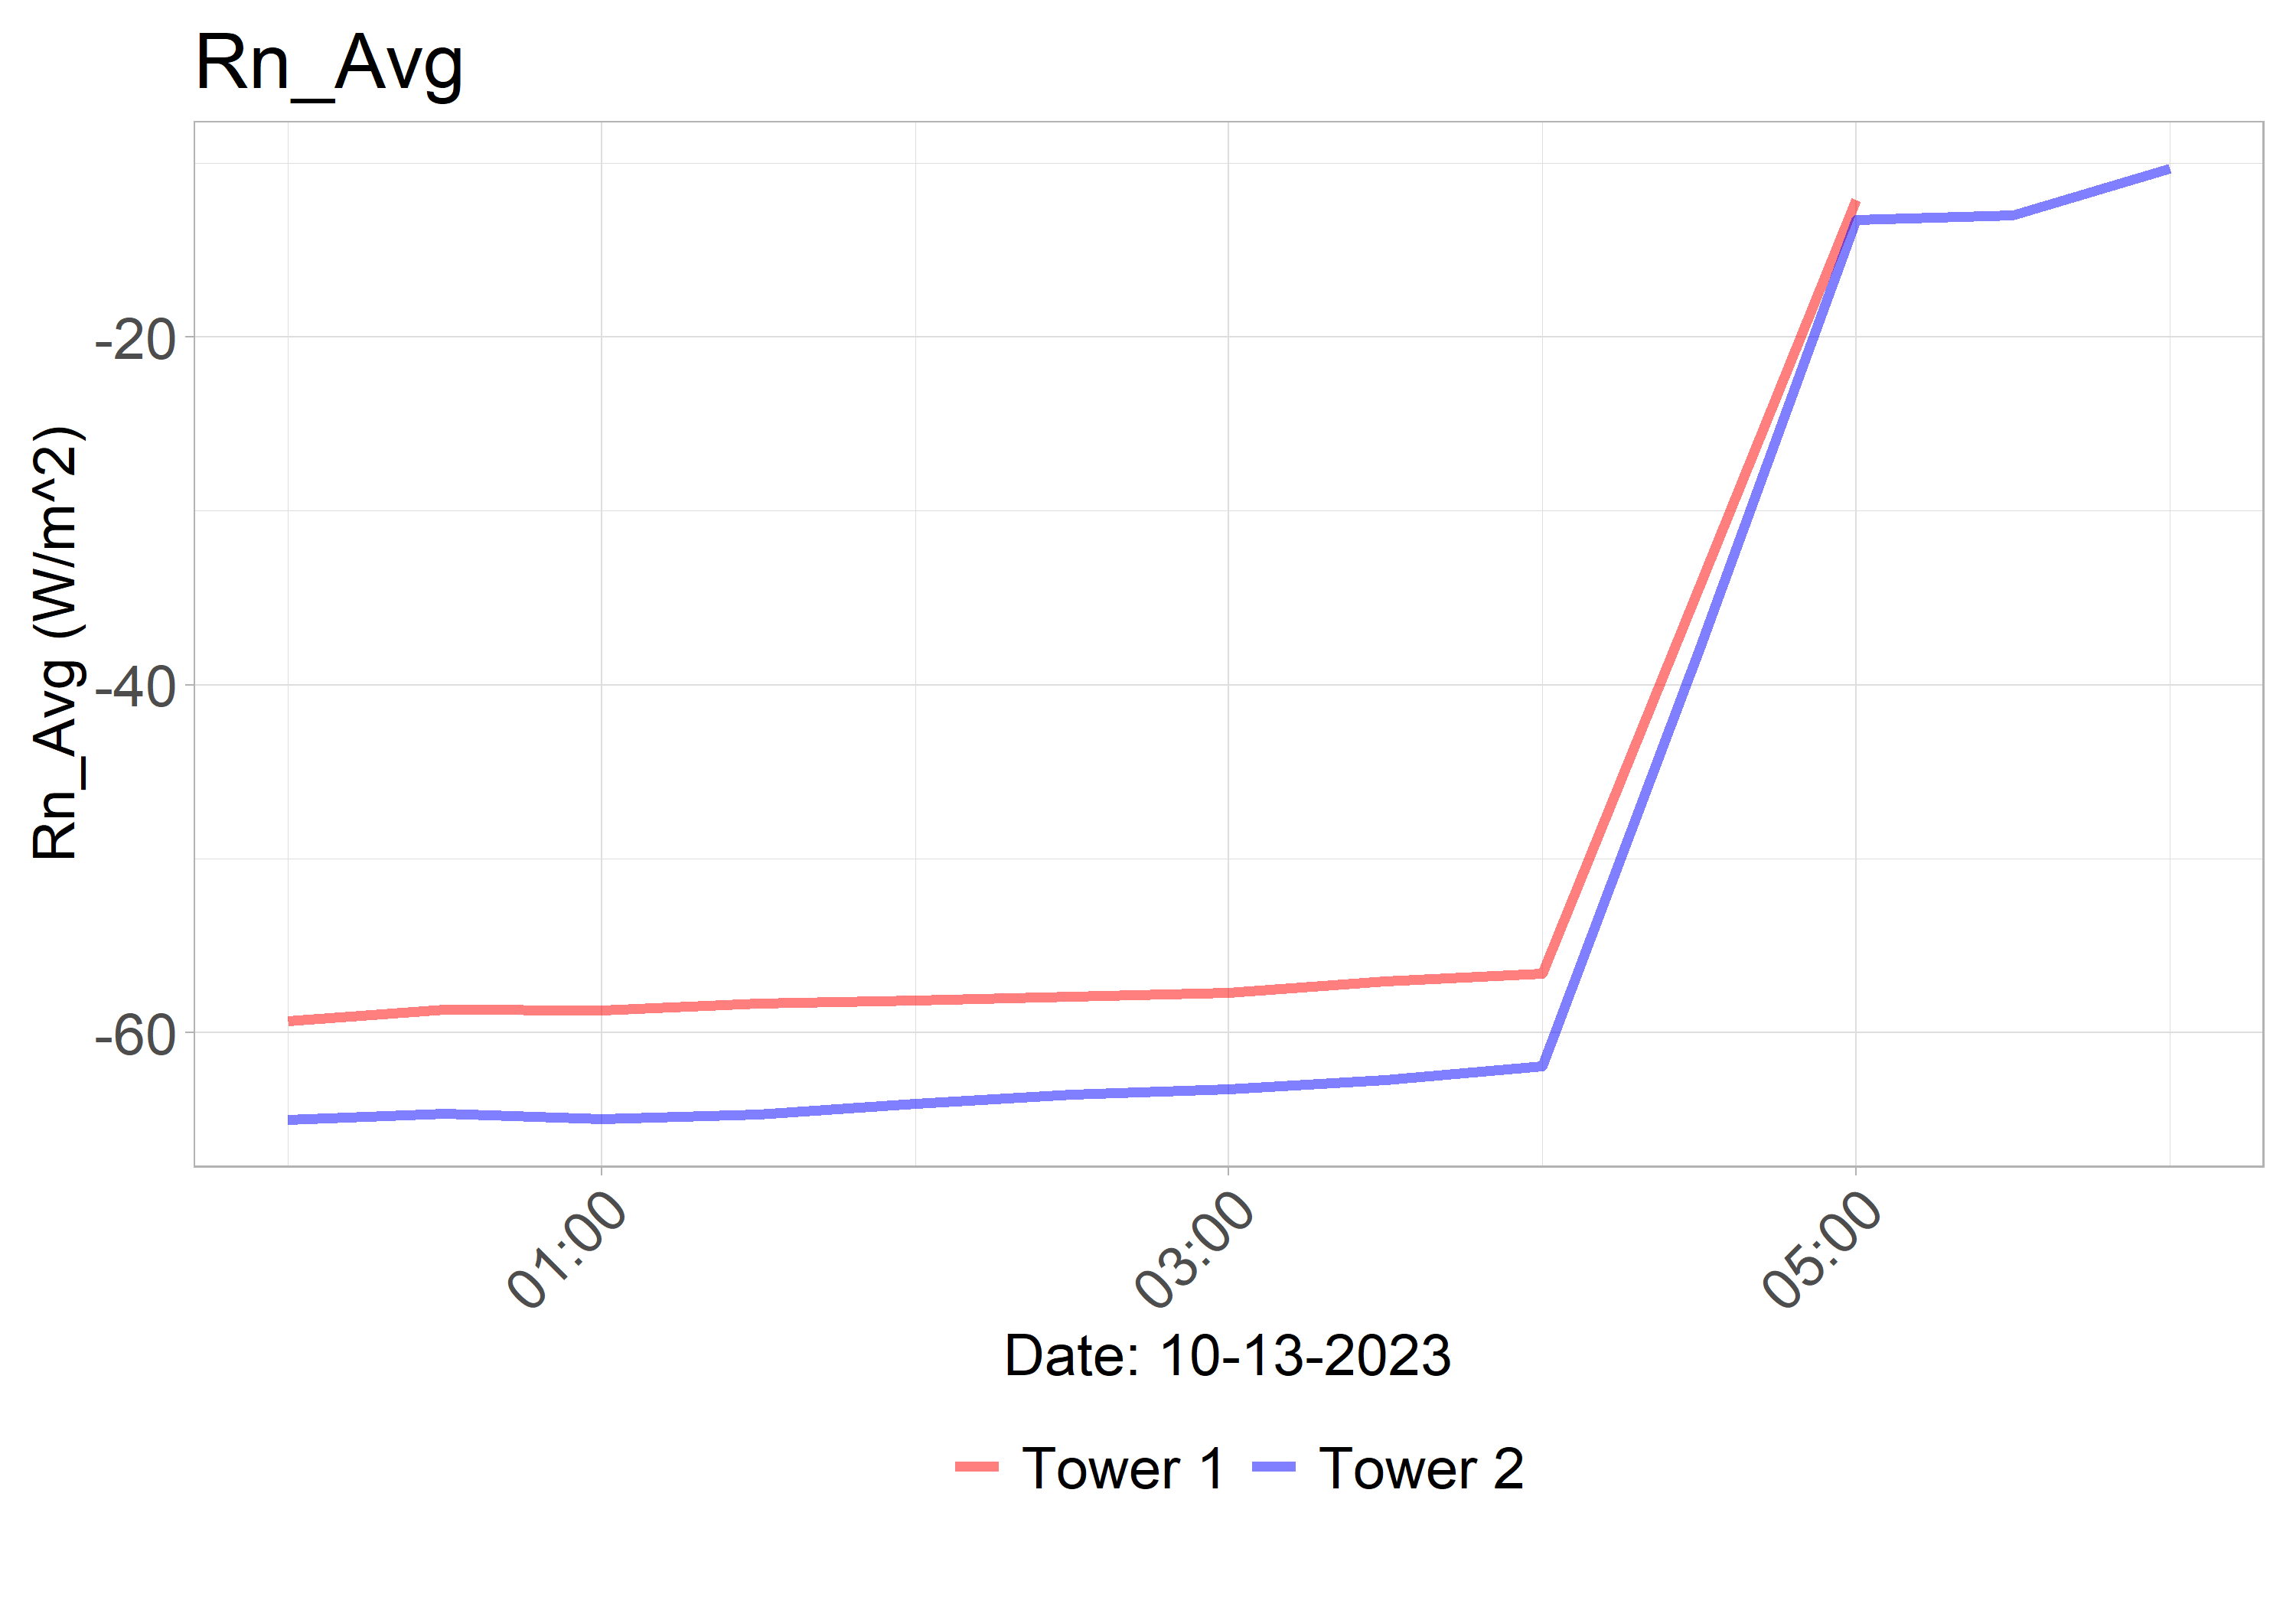 Rn_Avg
Rn_Avg (W/m^2)
-20
-40
-60
01:00
03:00
05:00
Date: 10-13-2023
Tower 1
Tower 2